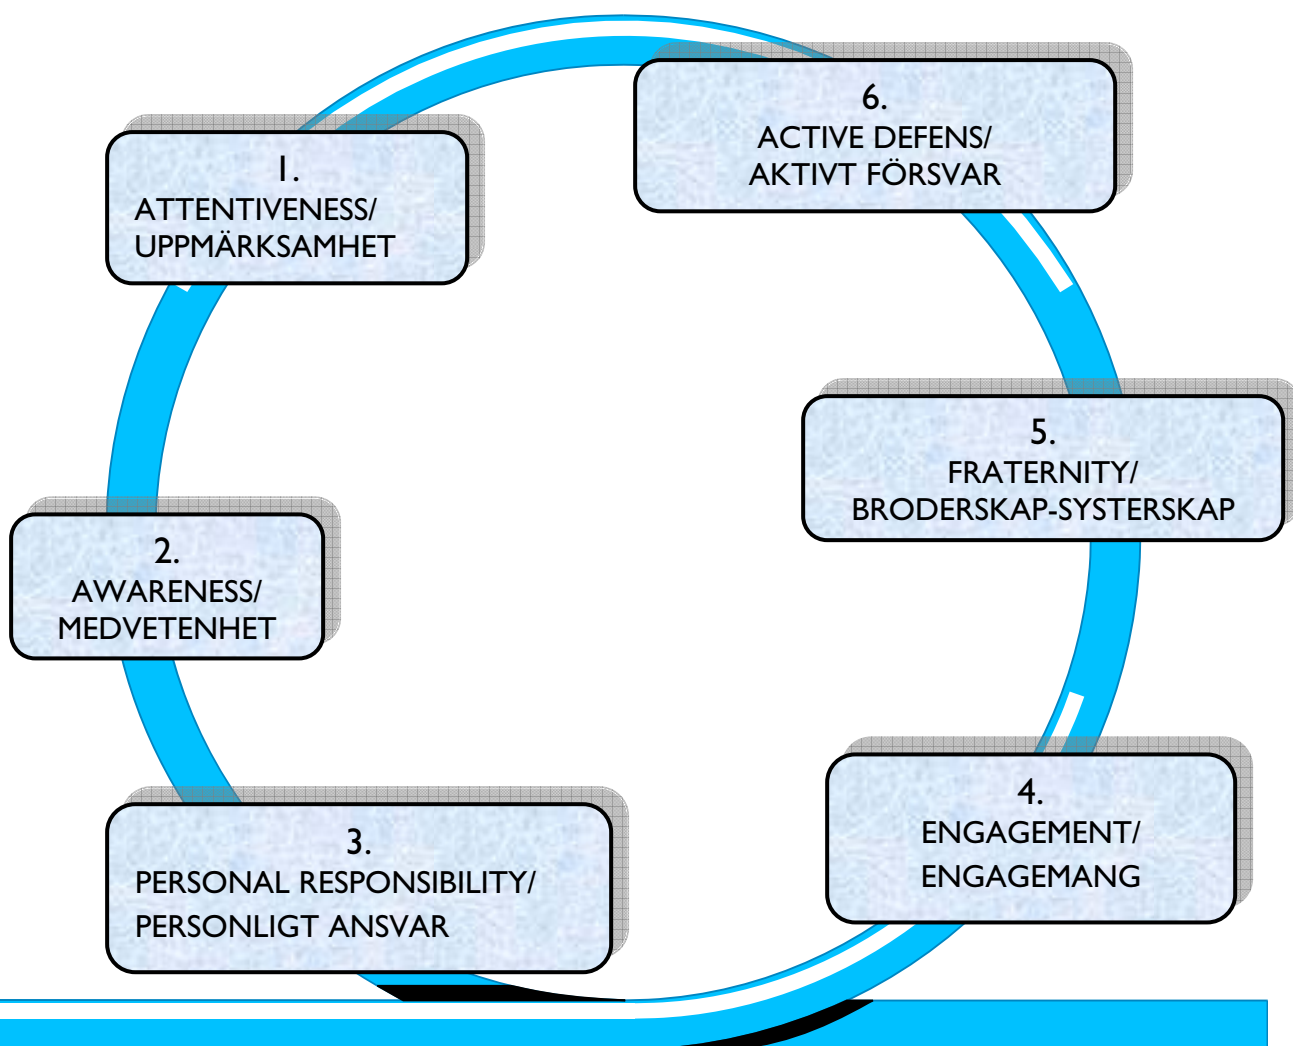 1.
ATTENTIVENESS/
UPPMÄRKSAMHET
2.
AWARENESS/
MEDVETENHET
3.
PERSONAL RESPONSIBILITY/
PERSONLIGT ANSVAR
4.
ENGAGEMENT/
ENGAGEMANG
5.
FRATERNITY/
BRODERSKAP-SYSTERSKAP
6.
ACTIVE DEFENS/
AKTIVT FÖRSVAR